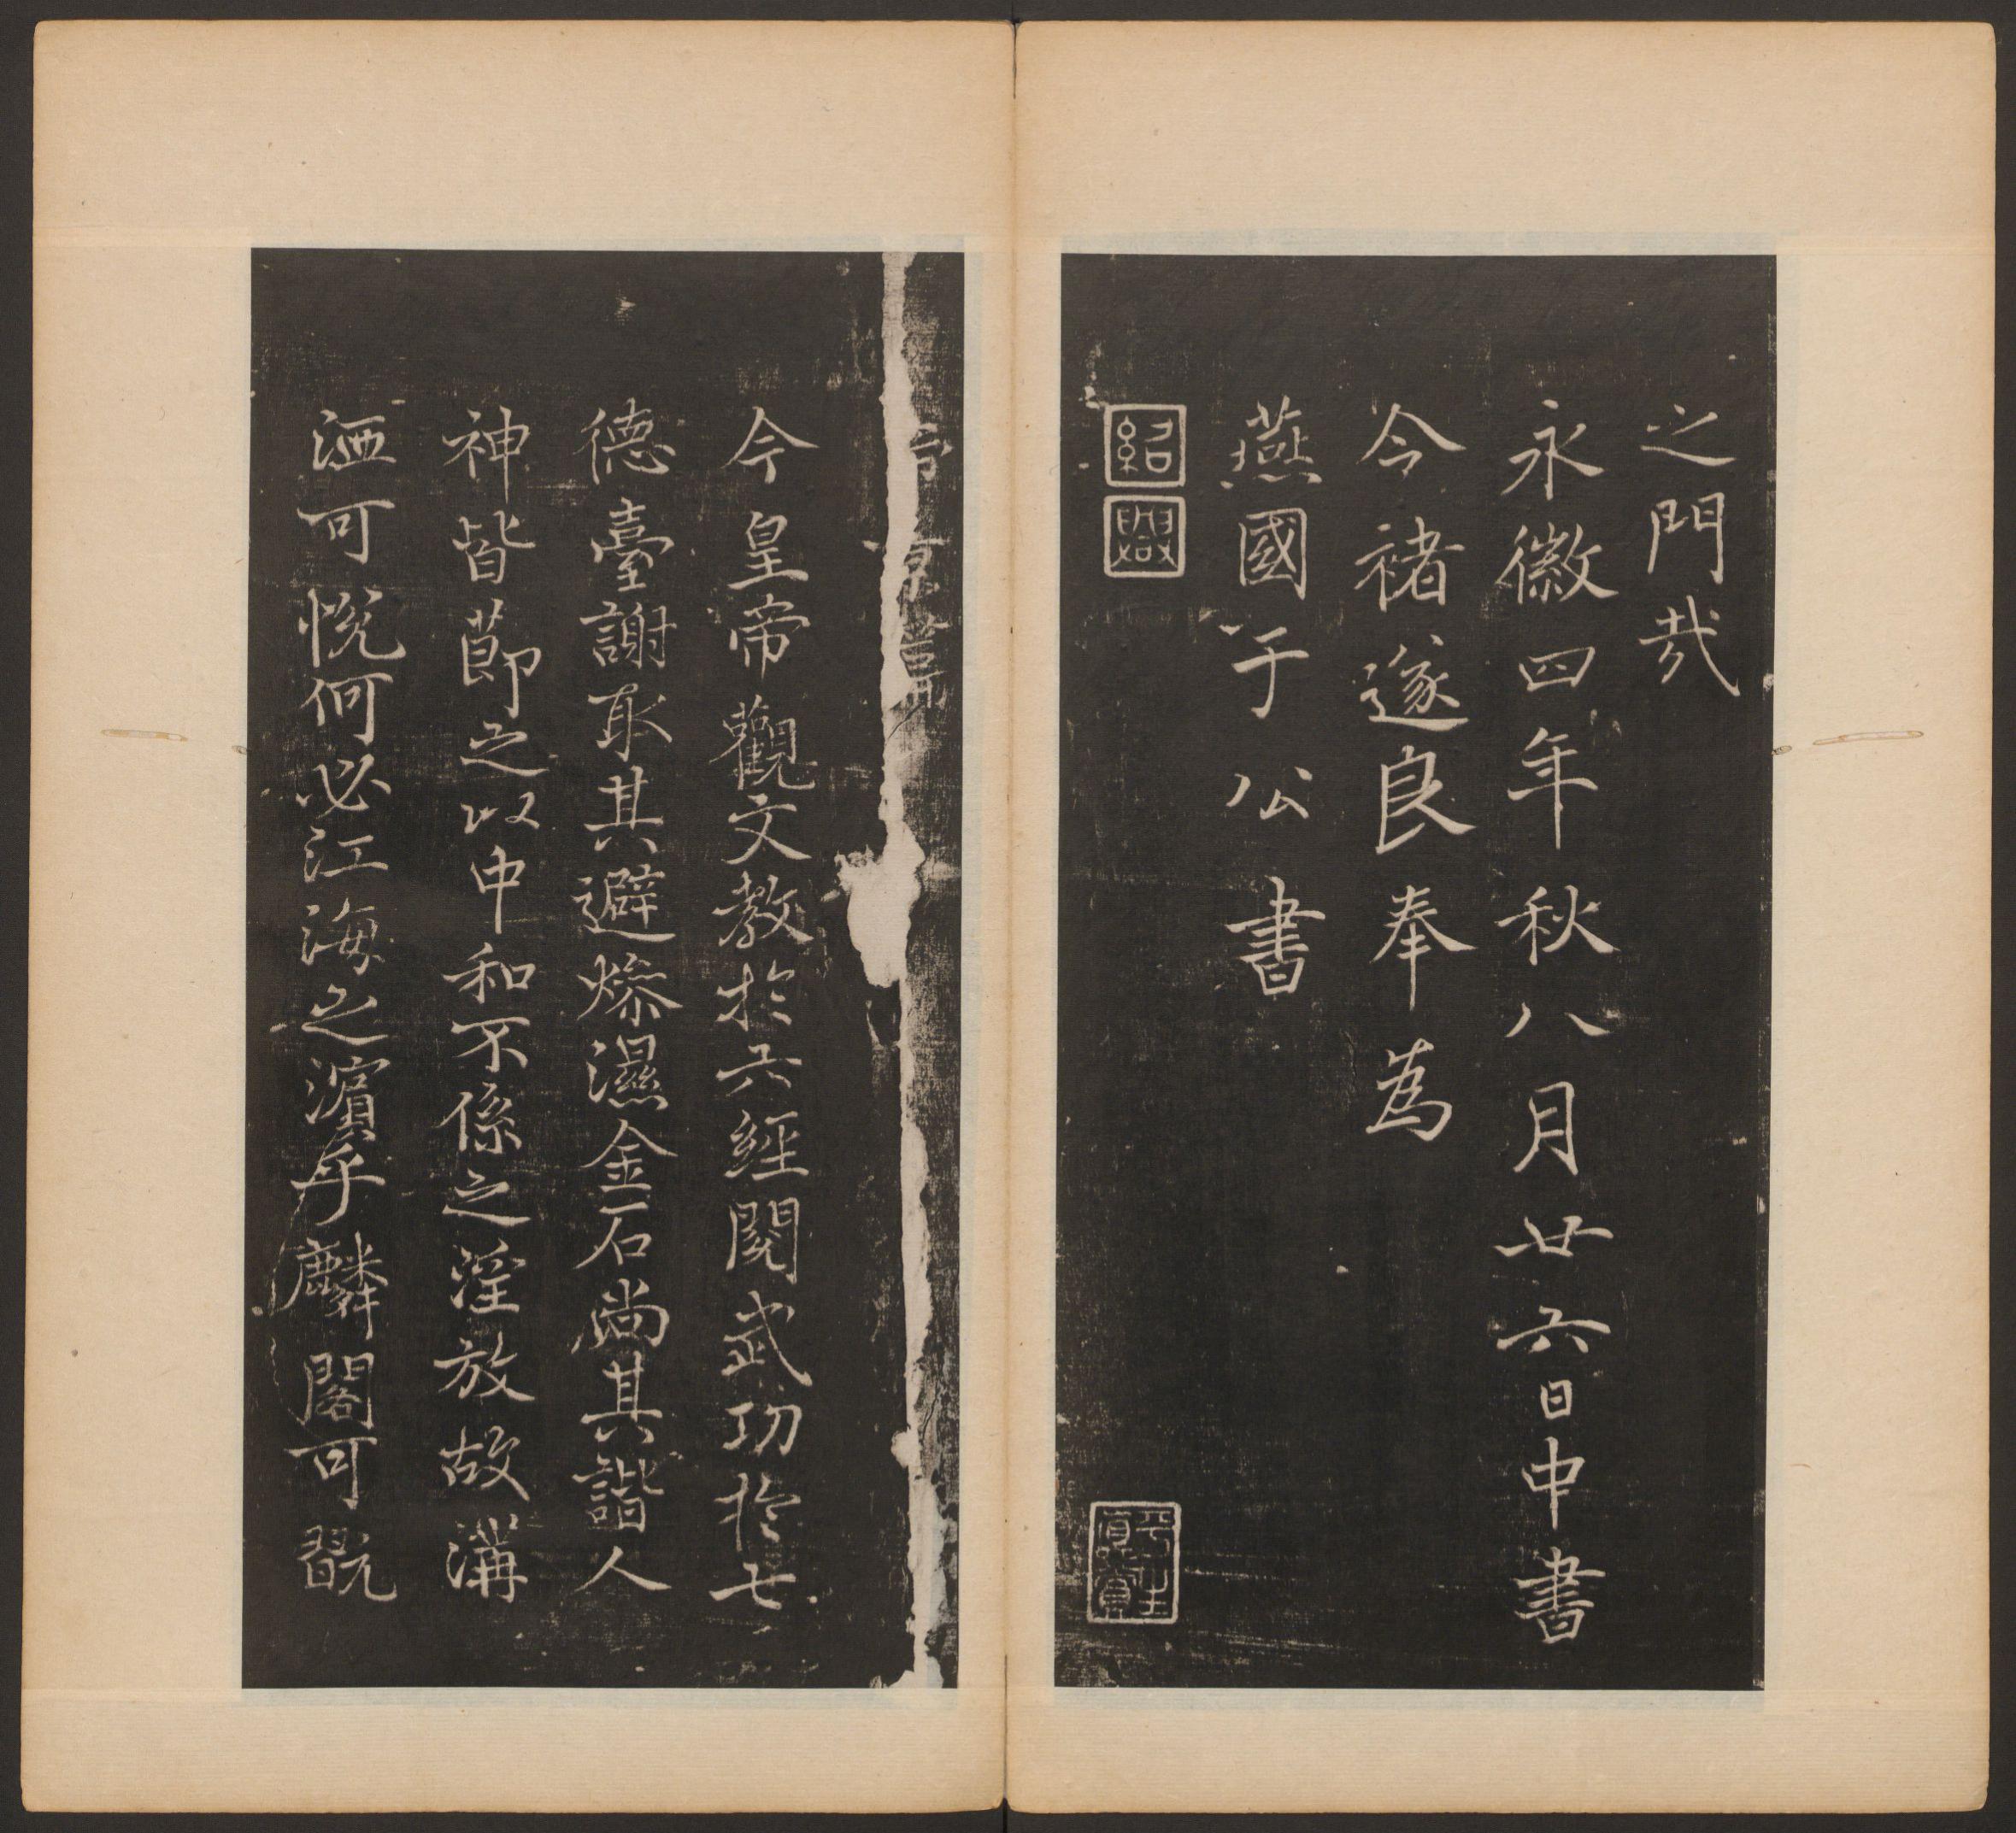 之門哉
永徽四年秋八月廿六日中書
令褚遂良奉為
燕國于公書
紹興
今皇帝觀文教於六經閱武功於七
德臺謝取其避燥濕金石尚其諧人
神皆節之以中和不係之淫放故溝
洫可悅何必江海之濱乎麟閣可翫